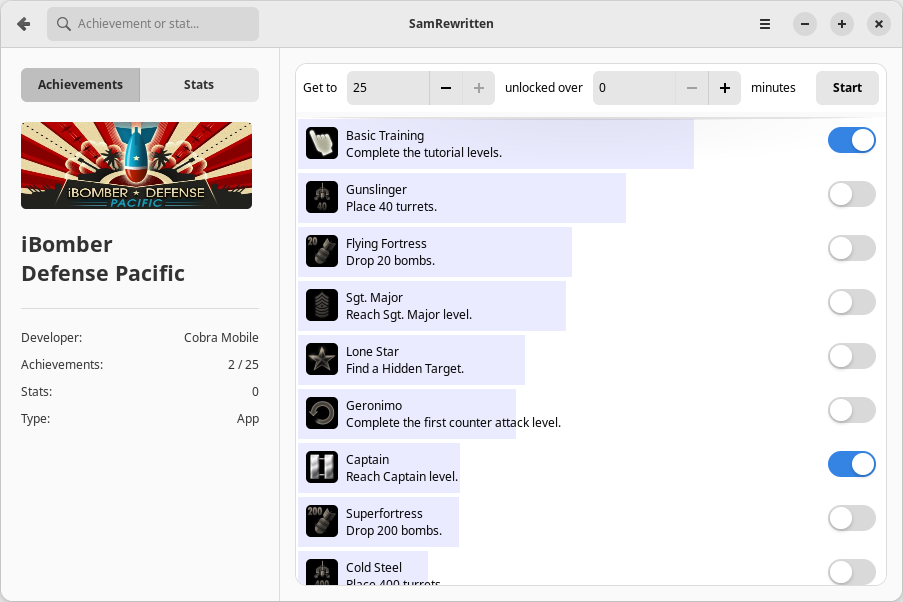 Achievement or stat...
SamRewritten
Achievements
Stats
iBOMBER ★ DEFENSE
PACIFIC
iBomber
Defense Pacific
Developer: Cobra Mobile
Achievements: 2 / 25
Stats: 0
Type: App
Get to 25 unlocked over 0 minutes Start
Basic Training
Complete the tutorial levels.
40
Gunslinger
Place 40 turrets.
20
Flying Fortress
Drop 20 bombs.
Sgt. Major
Reach Sgt. Major level.
Lone Star
Find a Hidden Target.
Geronimo
Complete the first counter attack level.
Captain
Reach Captain level.
200
Superfortress
Drop 200 bombs.
400
Cold Steel
Place 400 turrets.